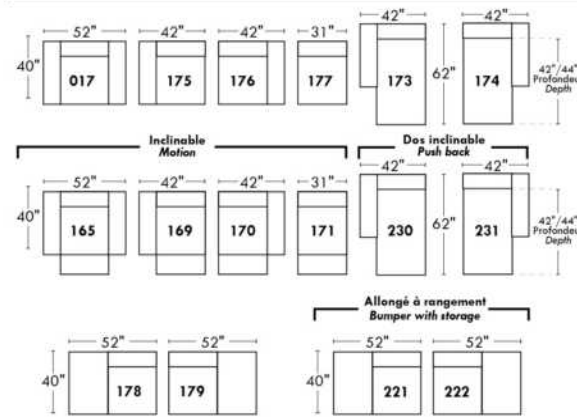 52" 42" 42" 31" 42" 42"
40" 017 175 176 177 173 62" 174 42"/44"
Profondeur
Depth
Inclinable
Motion
Dos inclinable
Push back
52" 42" 42" 31" 42" 42"
40" 165 169 170 171 230 62" 231 42"/44"
Profondeur
Depth
Allongé à rangement
Bumper with storage
52" 52" 52" 52"
40" 178 179 40" 221 222